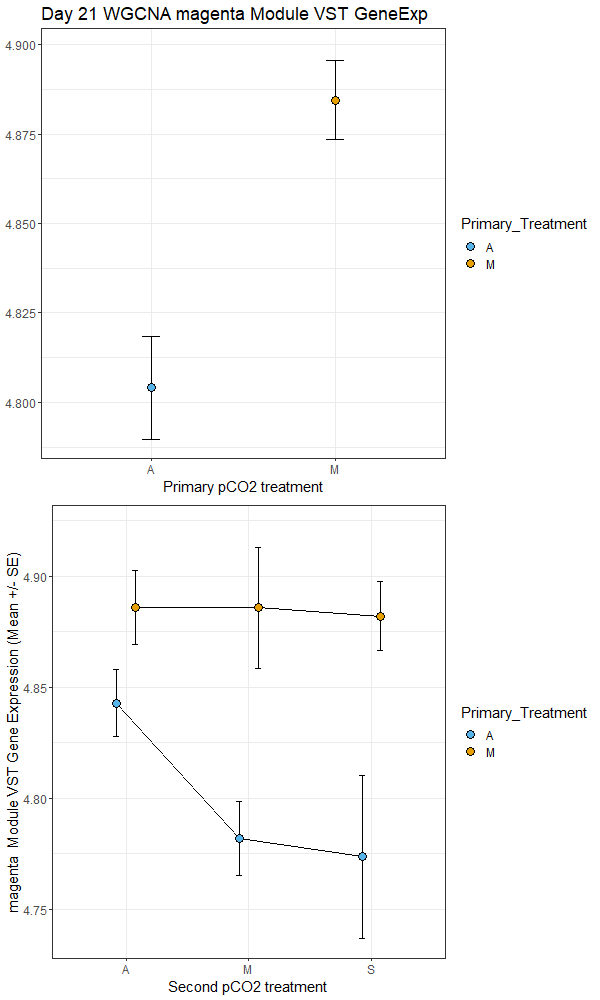 Day 21 WGCNA magenta Module VST GeneExp
4.900
4.875
4.850
4.825
4.800
A M
Primary pCO2 treatment
Primary_Treatment
A
M
magenta  Module VST Gene Expression (Mean +/- SE)
4.90
4.85
4.80
4.75
A M S
Second pCO2 treatment
Primary_Treatment
A
M